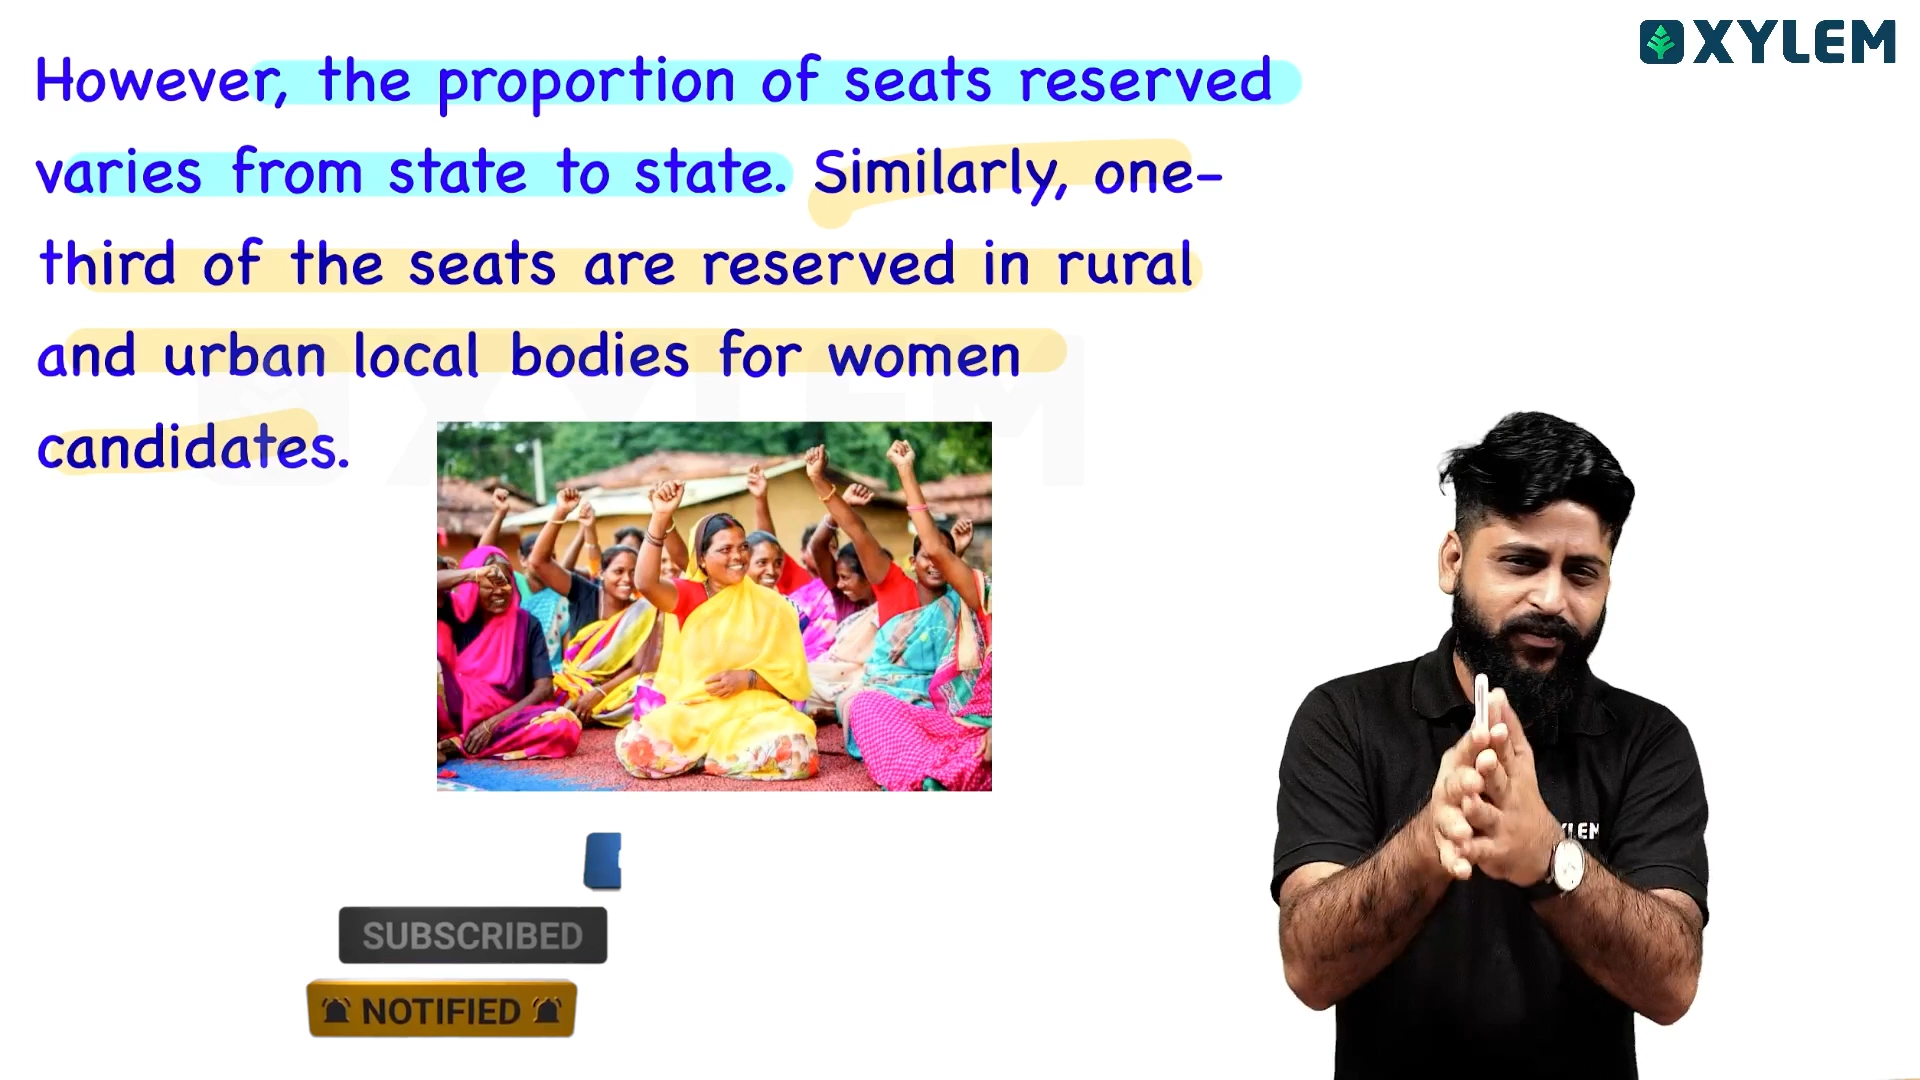 XYLEM
However, the proportion of seats reserved
varies from state to state. Similarly, one-
third of the seats are reserved in rural
and urban local bodies for women
candidates.
SUBSCRIBED
NOTIFIED